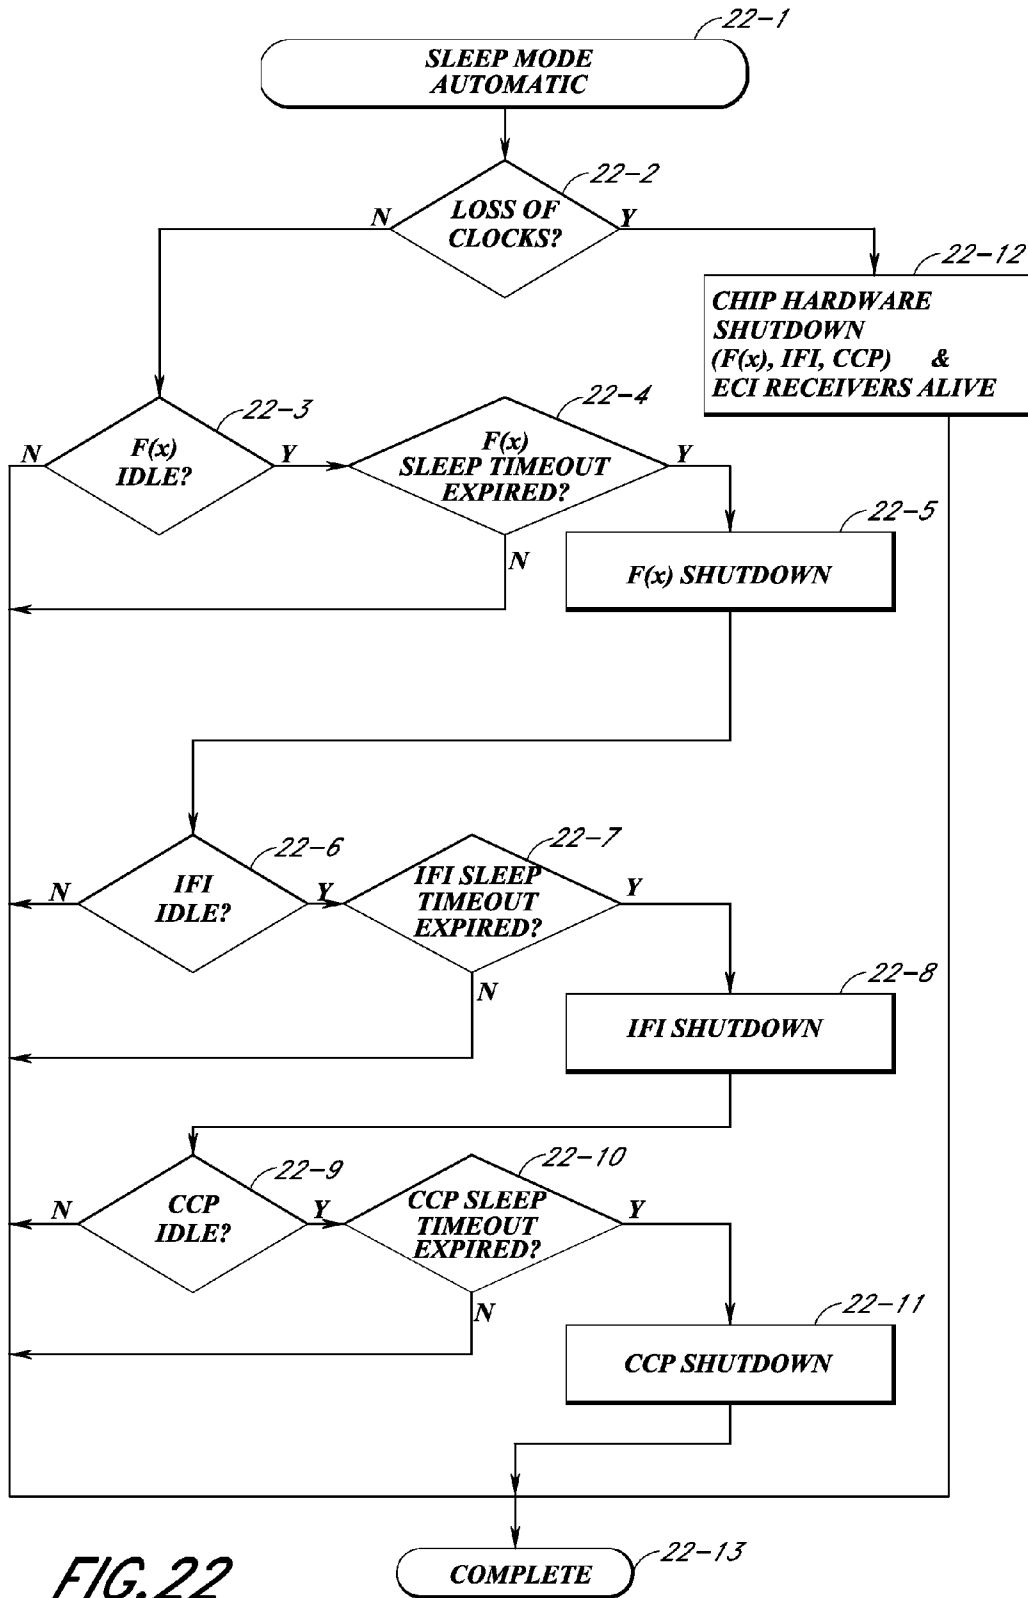 22-1
SLEEP MODE
AUTOMATIC
22-2
LOSS OF
CLOCKS?
N
Y
22-12
CHIP HARDWARE
SHUTDOWN
(F(x), IFI, CCP) &
ECI RECEIVERS ALIVE
22-3
F(x)
IDLE?
N
Y
22-4
F(x)
SLEEP TIMEOUT
EXPIRED?
Y
N
22-5
F(x) SHUTDOWN
22-6
IFI
IDLE?
N
Y
22-7
IFI SLEEP
TIMEOUT
EXPIRED?
Y
N
22-8
IFI SHUTDOWN
22-9
CCP
IDLE?
N
Y
22-10
CCP SLEEP
TIMEOUT
EXPIRED?
Y
N
22-11
CCP SHUTDOWN
22-13
COMPLETE
FIG.22